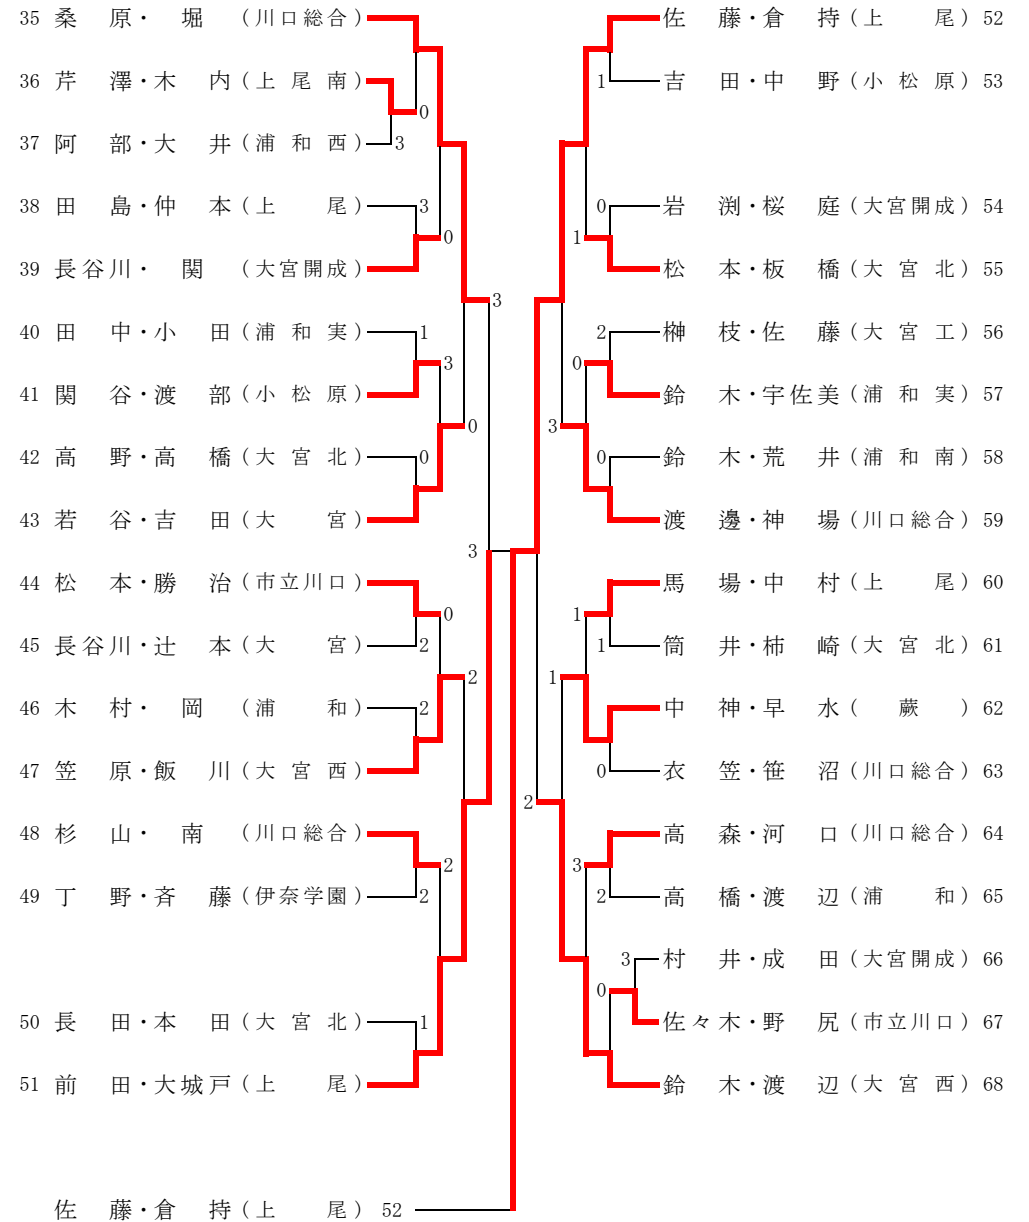 35 桑原・堀(川口総合)
36 芹澤・木内(上尾南)
0
37 阿部・大井(浦和西)
3
38 田島・仲本(上尾)
3
0
39 長谷川・関(大宮開成)
3
40 田中・小田(浦和実)
1
3
41 関谷・渡部(小松原)
0
42 高野・高橋(大宮北)
0
43 若谷・吉田(大宮)
3
44 松本・勝治(市立川口)
0
45 長谷川・辻本(大宮)
2
2
46 木村・岡(浦和)
2
47 笠原・飯川(大宮西)
48 杉山・南(川口総合)
2
49 丁野・斉藤(伊奈学園)
2
50 長田・本田(大宮北)
1
51 前田・大城戸(上尾)
佐藤・倉持(上尾) 52
佐藤・倉持(上尾) 52
1 吉田・中野(小松原) 53
0 岩渕・桜庭(大宮開成) 54
1
松本・板橋(大宮北) 55
2 榊枝・佐藤(大宮工) 56
0
鈴木・宇佐美(浦和実) 57
3
0 鈴木・荒井(浦和南) 58
渡邊・神場(川口総合) 59
馬場・中村(上尾) 60
1
1 筒井・柿崎(大宮北) 61
1
中神・早水(蕨) 62
0 衣笠・笹沼(川口総合) 63
2
高森・河口(川口総合) 64
3
2 高橋・渡辺(浦和) 65
3 村井・成田(大宮開成) 66
0
佐々木・野尻(市立川口) 67
鈴木・渡辺(大宮西) 68